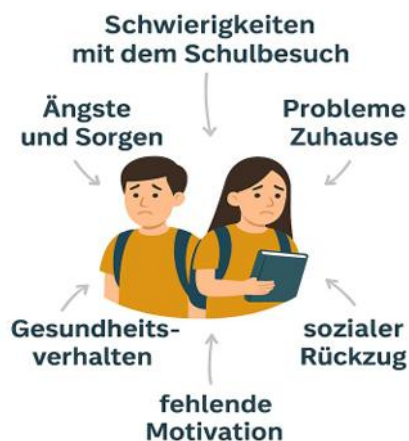 Schwierigkeiten
mit dem Schulbesuch
Ängste
und Sorgen
Probleme
Zuhause
Gesundheits-
verhalten
sozialer
Rückzug
fehlende
Motivation